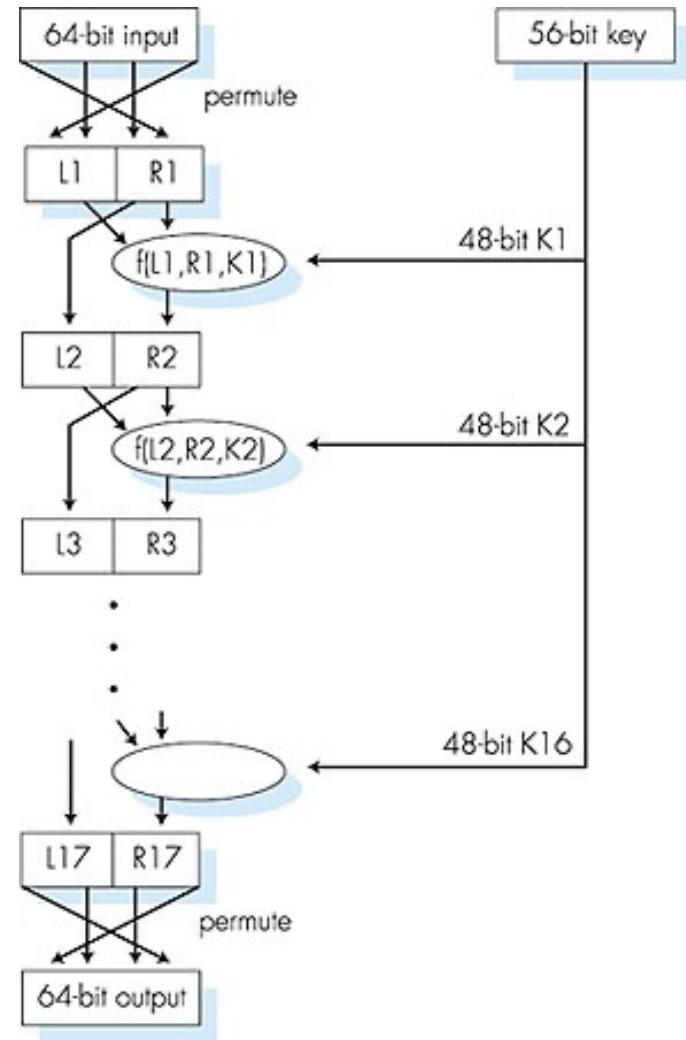 64-bit input
56-bit key
permute
L1 R1
48-bit K1
f(L1,R1,K1)
L2 R2
48-bit K2
f(L2,R2,K2)
L3 R3
48-bit K16
L17 R17
permute
64-bit output